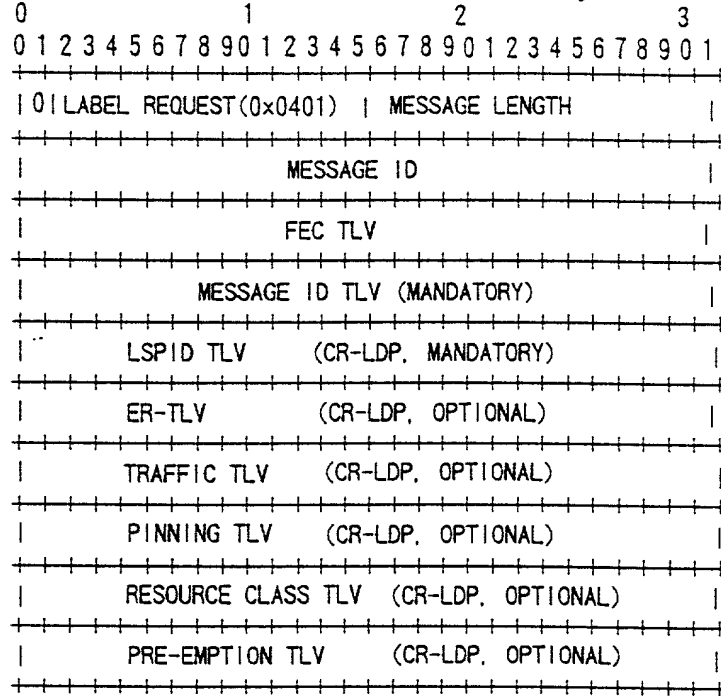 0 1 2 3
0 1 2 3 4 5 6 7 8 9 0 1 2 3 4 5 6 7 8 9 0 1 2 3 4 5 6 7 8 9 0 1
|0| LABEL REQUEST(0x0401) | MESSAGE LENGTH |
| MESSAGE ID |
| FEC TLV |
| MESSAGE ID TLV (MANDATORY) |
| LSPID TLV (CR-LDP, MANDATORY) |
| ER-TLV (CR-LDP, OPTIONAL) |
| TRAFFIC TLV (CR-LDP, OPTIONAL) |
| PINNING TLV (CR-LDP, OPTIONAL) |
| RESOURCE CLASS TLV (CR-LDP, OPTIONAL) |
| PRE-EMPTION TLV (CR-LDP, OPTIONAL) |